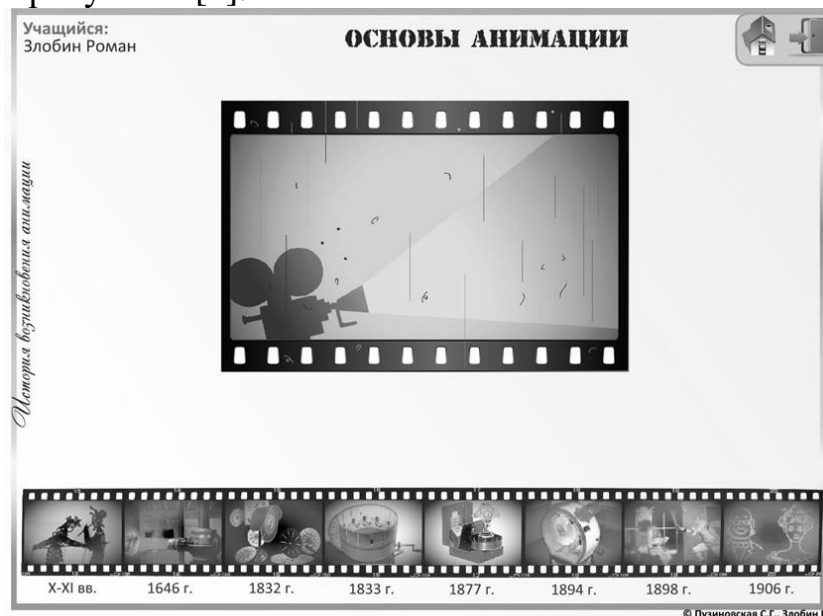 Учащийся:
Злобин Роман
ОСНОВЫ АНИМАЦИИ
История возникновения анимации
X-XI вв.
1646 г.
1832 г.
1833 г.
1877 г.
1894 г.
1898 г.
1906 г.
© Пузиновская С.Г., Злобин